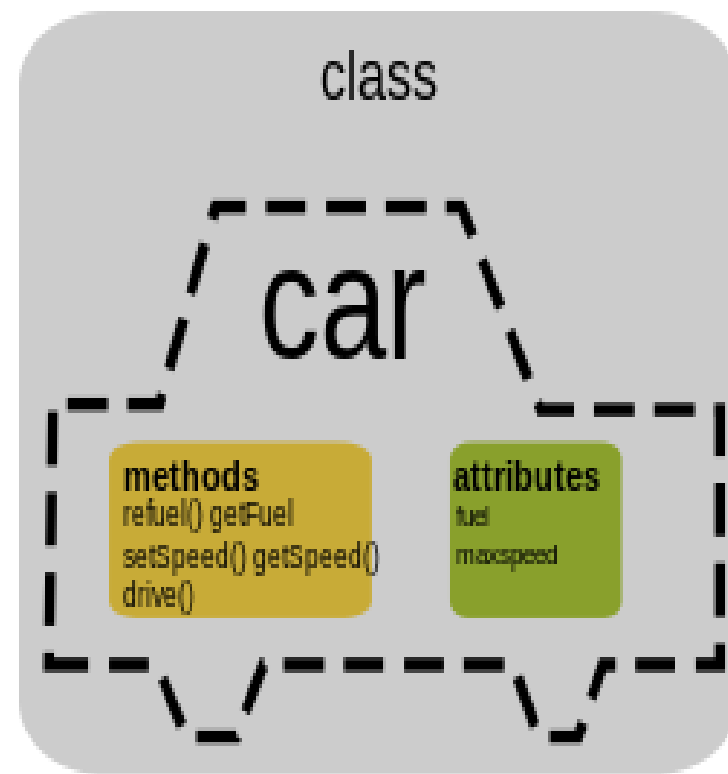 class
car
methods
refuel() getFuel
setSpeed() getSpeed()
drive()
attributes
fuel
maxspeed